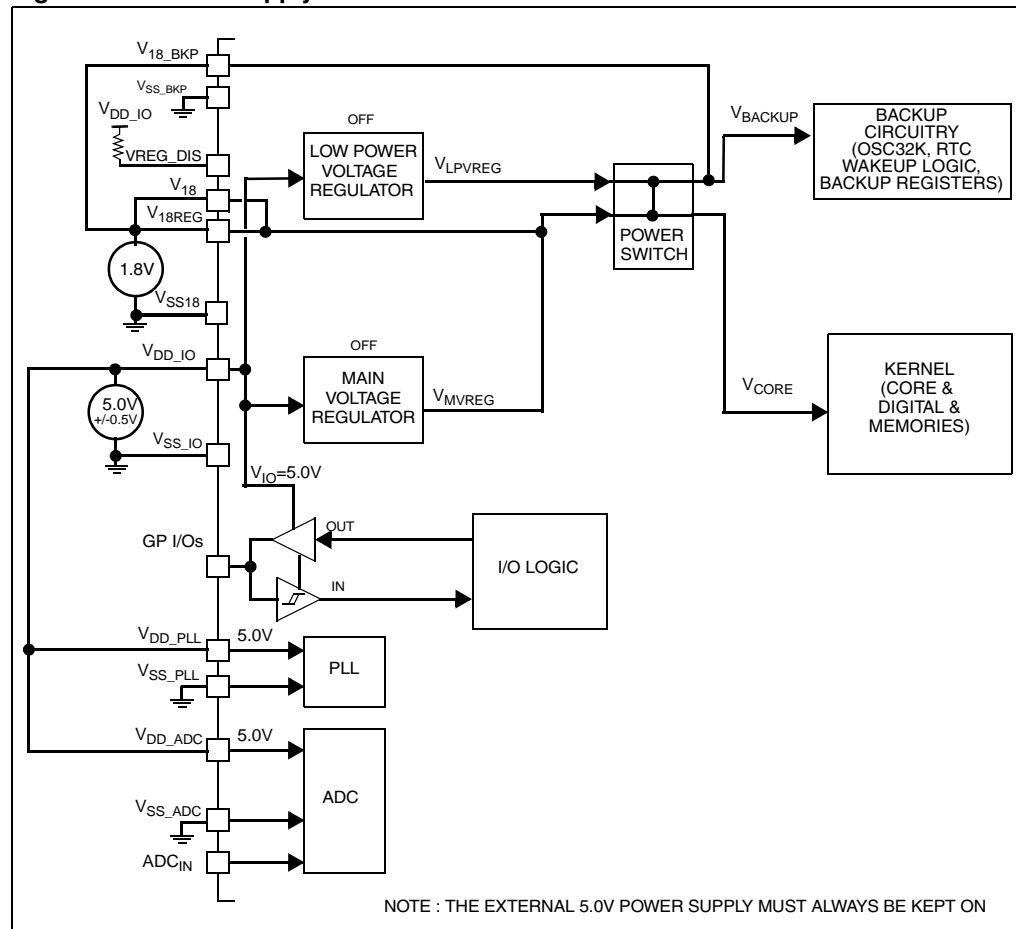 V18_BKP
VSS_BKP
VDD_IO
VREG_DIS
V18
V18REG
1.8V
VSS18
VDD_IO
5.0V
+/-0.5V
VSS_IO
VIO=5.0V
GP I/Os
OUT
IN
I/O LOGIC
VDD_PLL
5.0V
VSS_PLL
PLL
VDD_ADC
5.0V
VSS_ADC
ADCIN
ADC
OFF
LOW POWER
VOLTAGE
REGULATOR
VLPVREG
OFF
MAIN
VOLTAGE
REGULATOR
VMVREG
POWER
SWITCH
VBACKUP
BACKUP
CIRCUITRY
(OSC32K, RTC
WAKEUP LOGIC,
BACKUP REGISTERS)
VCORE
KERNEL
(CORE &
DIGITAL &
MEMORIES)
NOTE : THE EXTERNAL 5.0V POWER SUPPLY MUST ALWAYS BE KEPT ON